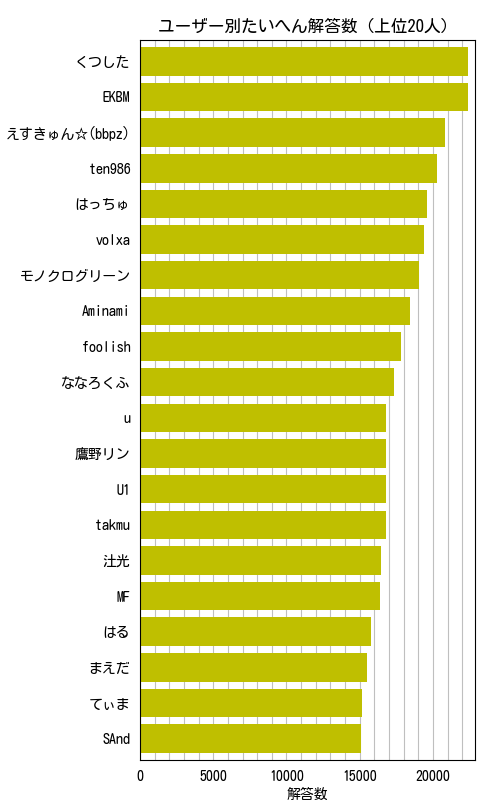 ユーザー別たいへん解答数 (上位20人)
くつした
EKBM
えすきゅん☆(bbpz)
ten986
はっちゅ
volxa
モノクログリーン
Aminami
foolish
ななろくふ
u
鷹野リン
U1
takmu
汢光
MF
はる
まえだ
てぃま
SAnd
0 5000 10000 15000 20000
解答数